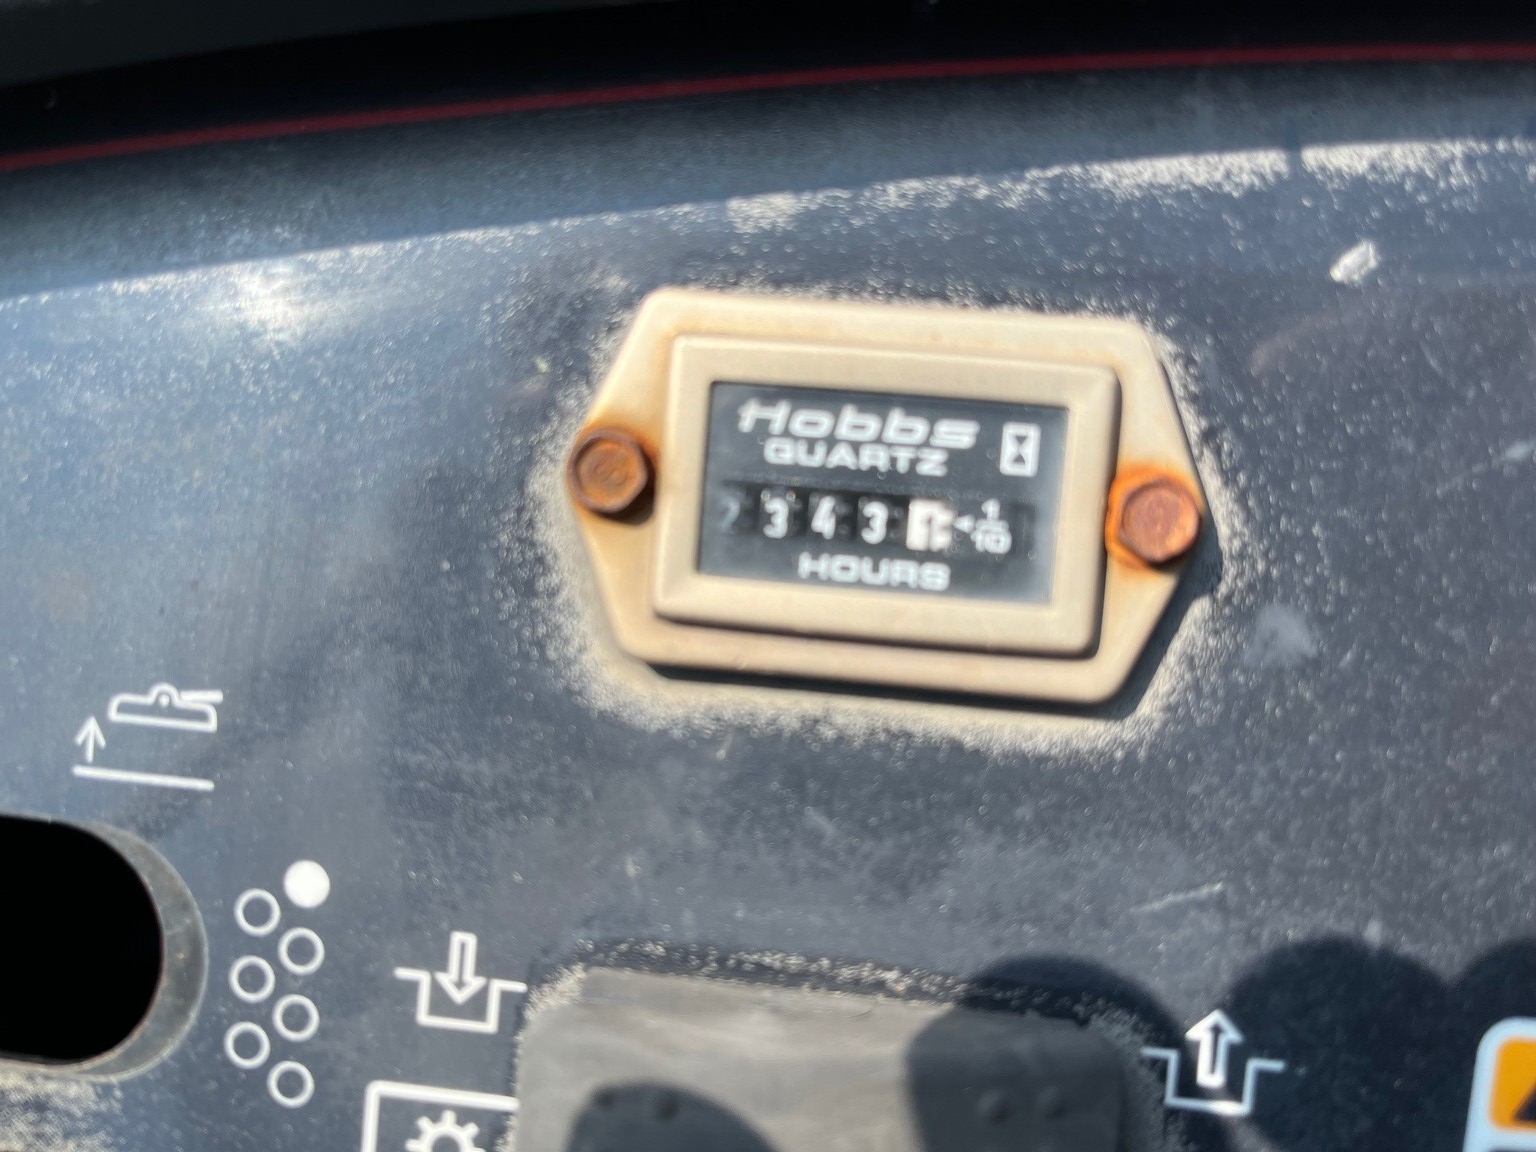 Hobbs
QUARTZ
2343 <1/10
HOURS